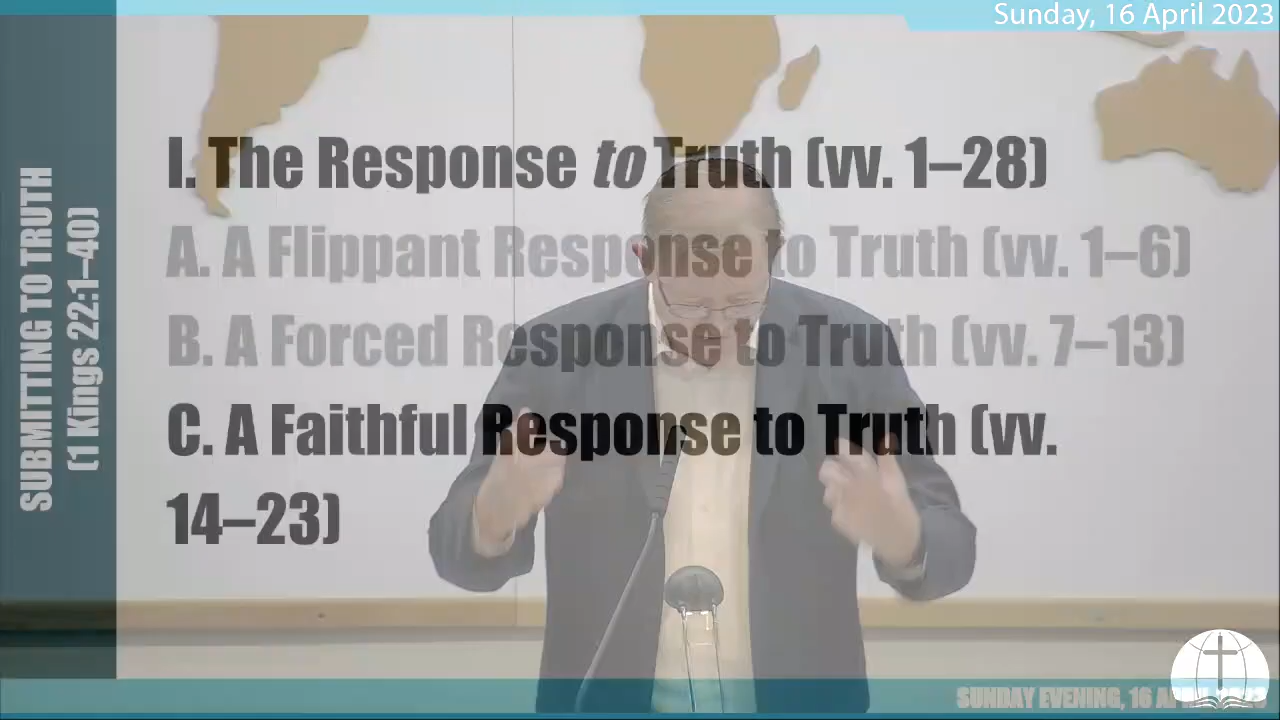 Sunday, 16 April 2023
SUBMITTING TO TRUTH
(1 Kings 22:1–40)
I. The Response to Truth (vv. 1–28)
A. A Flippant Response to Truth (vv. 1–6)
B. A Forced Response to Truth (vv. 7–13)
C. A Faithful Response to Truth (vv.
14–23)
SUNDAY EVENING, 16 APRIL 2023